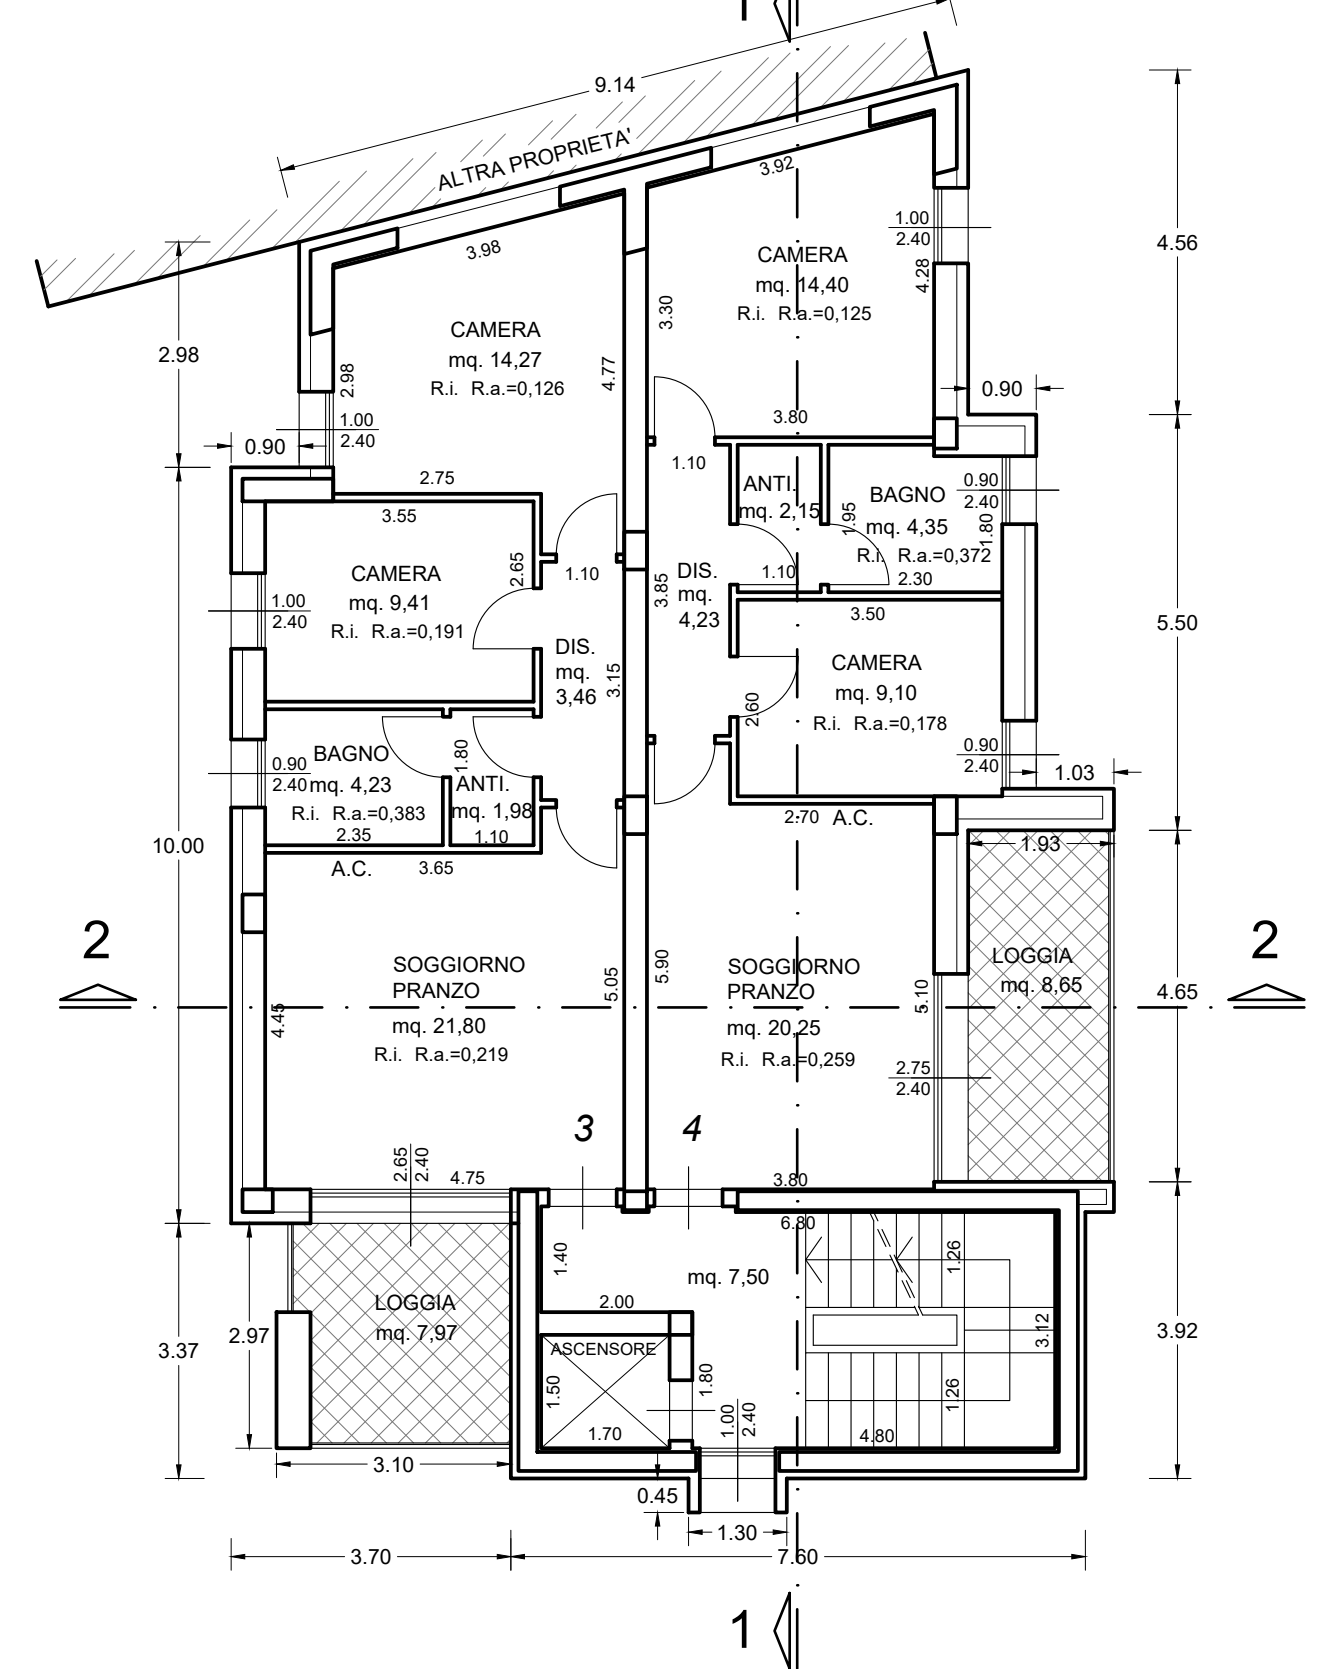 1
9.14
ALTRA PROPRIETA'
3.98
3.92
1.00
2.40
4.56
CAMERA
mq. 14,40
R.i. R.a.=0,125
4.28
3.30
CAMERA
mq. 14,27
R.i. R.a.=0,126
4.77
2.98
2.98
1.00
2.40
0.90
0.90
3.80
1.10
2.75
3.55
CAMERA
mq. 9,41
R.i. R.a.=0,191
2.65
1.10
1.00
2.40
ANTI.
mq. 2,15
1.95
BAGNO
mq. 4,35
R.i. R.a.=0,372
1.80
0.90
2.40
1.10
2.30
DIS.
mq.
4,23
3.85
3.50
5.50
DIS.
mq.
3,46
3.15
CAMERA
mq. 9,10
R.i. R.a.=0,178
2.60
0.90
2.40
1.03
BAGNO
mq. 4,23
R.i. R.a.=0,383
2.35
0.90
2.40
1.80
ANTI.
mq. 1,98
1.10
A.C.
3.65
2.70
A.C.
1.93
10.00
2
2
SOGGIORNO
PRANZO
mq. 21,80
R.i. R.a.=0,219
4.45
5.05
5.90
SOGGIORNO
PRANZO
mq. 20,25
R.i. R.a.=0,259
5.10
LOGGIA
mq. 8,65
4.65
2.75
2.40
3
4
2.65
2.40
4.75
3.80
6.80
1.40
mq. 7,50
1.26
2.00
LOGGIA
mq. 7,97
2.97
3.37
ASCENSORE
1.50
1.70
1.80
1.00
2.40
3.12
1.26
4.80
3.92
3.10
0.45
1.30
3.70
7.60
1